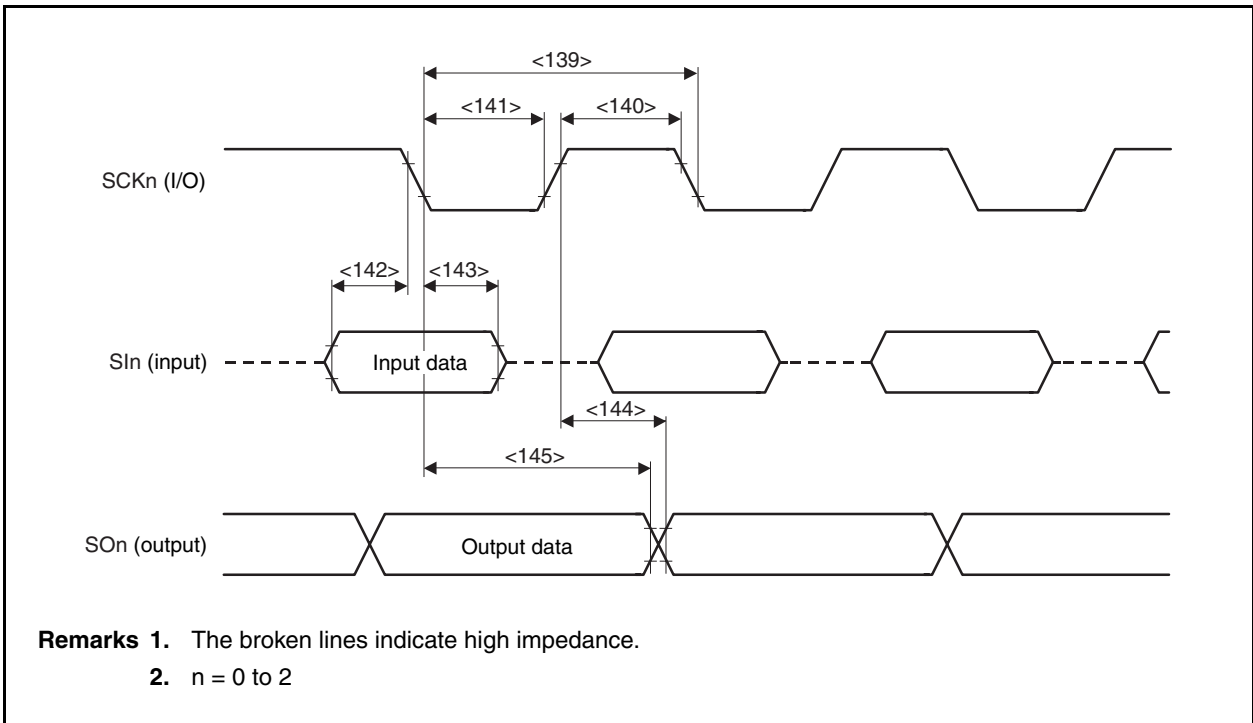 <139>
<141> <140>
SCKn (I/O)
<142> <143>
SIn (input) Input data
<144>
<145>
SOn (output) Output data
Remarks 1. The broken lines indicate high impedance.
2. n = 0 to 2